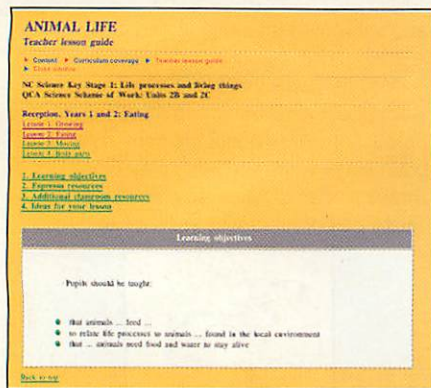 ANIMAL LIFE
Teacher lesson guide
Content Curriculum coverage Teacher lesson guide
Close window
NC Science Key Stage 1: Life processes and living things
QCA Science Scheme of Work: Units 2B and 2C
Reception, Years 1 and 2: Eating
Lesson 1: Growing
Lesson 2: Eating
Lesson 3: Moving
Lesson 4: Body parts
1. Learning objectives
2. Espresso resources
3. Additional classroom resources
4. Ideas for your lesson
Learning objectives
Pupils should be taught:
that animals ... feed ...
to relate life processes to animals ... found in the local environment
that ... animals need food and water to stay alive
Back to top